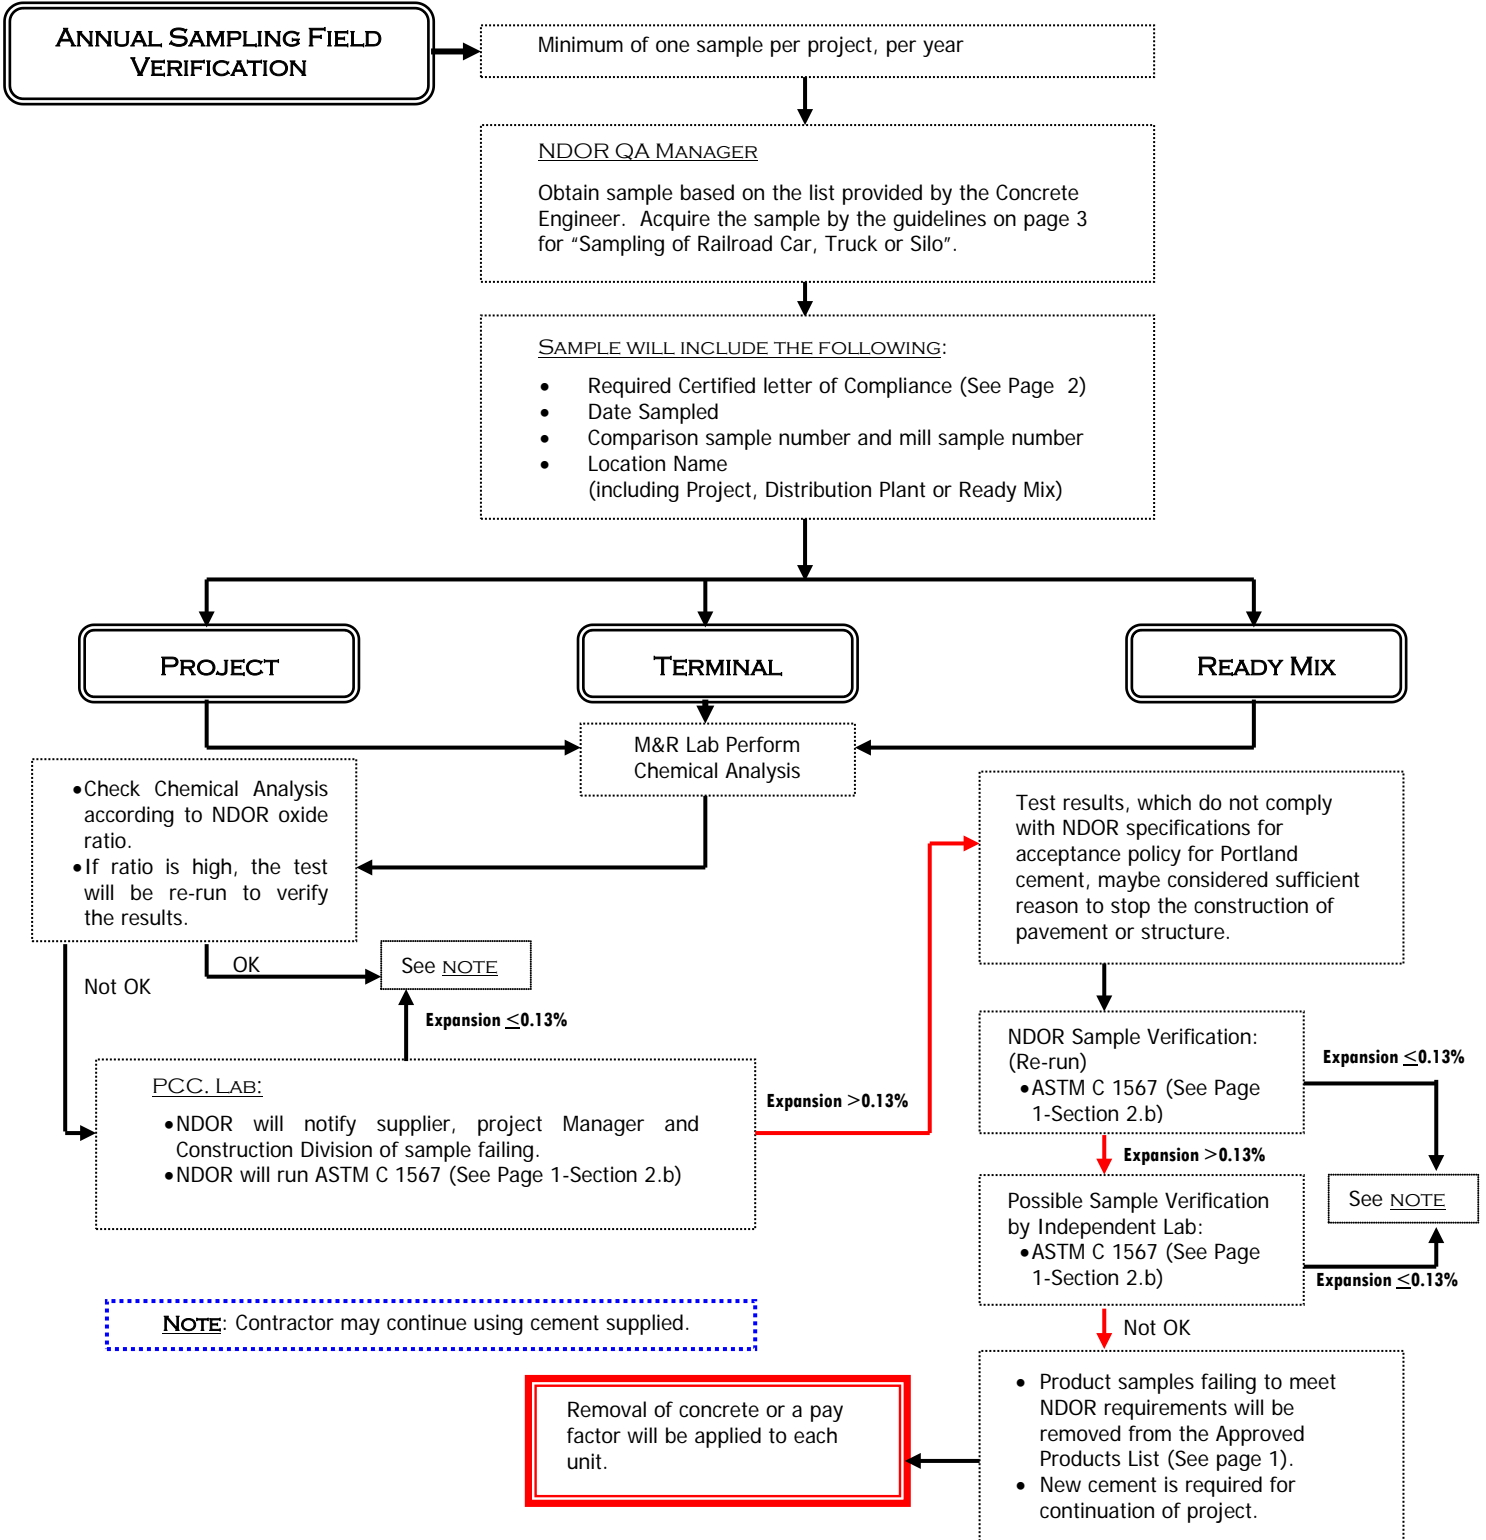 ANNUAL SAMPLING FIELD
VERIFICATION
Minimum of one sample per project, per year
NDOR QA MANAGER
Obtain sample based on the list provided by the Concrete
Engineer. Acquire the sample by the guidelines on page 3
for “Sampling of Railroad Car, Truck or Silo”.
SAMPLE WILL INCLUDE THE FOLLOWING:
• Required Certified letter of Compliance (See Page 2)
• Date Sampled
• Comparison sample number and mill sample number
• Location Name
(including Project, Distribution Plant or Ready Mix)
PROJECT
TERMINAL
READY MIX
M&R Lab Perform
Chemical Analysis
• Check Chemical Analysis
according to NDOR oxide
ratio.
• If ratio is high, the test
will be re-run to verify
the results.
OK
Not OK
See NOTE
Expansion ≤0.13%
PCC. LAB:
• NDOR will notify supplier, project Manager and
Construction Division of sample failing.
• NDOR will run ASTM C 1567 (See Page 1-Section 2.b)
Expansion >0.13%
Test results, which do not comply
with NDOR specifications for
acceptance policy for Portland
cement, maybe considered sufficient
reason to stop the construction of
pavement or structure.
NDOR Sample Verification:
(Re-run)
• ASTM C 1567 (See Page
1-Section 2.b)
Expansion ≤0.13%
Expansion >0.13%
Possible Sample Verification
by Independent Lab:
• ASTM C 1567 (See Page
1-Section 2.b)
See NOTE
Expansion ≤0.13%
Not OK
NOTE: Contractor may continue using cement supplied.
• Product samples failing to meet
NDOR requirements will be
removed from the Approved
Products List (See page 1).
• New cement is required for
continuation of project.
Removal of concrete or a pay
factor will be applied to each
unit.